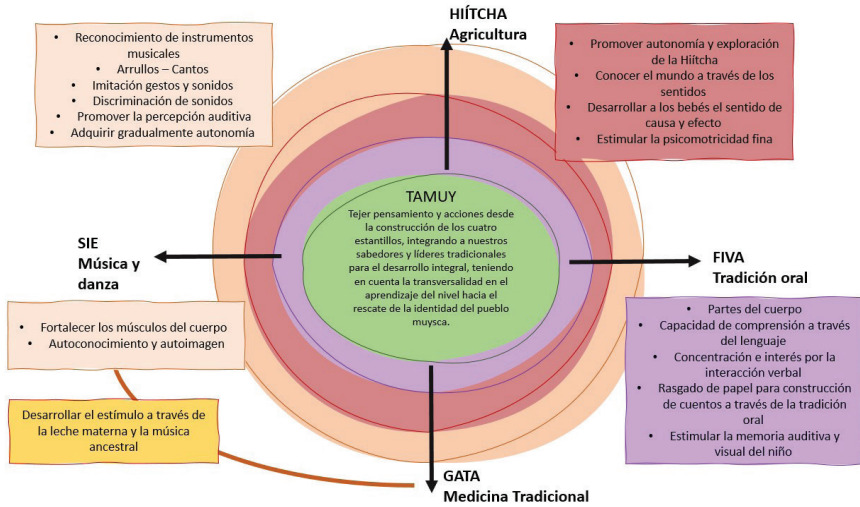 HIÍTCHA
Agricultura
• Reconocimiento de instrumentos
musicales
• Arrullos – Cantos
• Imitación gestos y sonidos
• Discriminación de sonidos
• Promover la percepción auditiva
• Adquirir gradualmente autonomía
• Promover autonomía y exploración
de la Hiítcha
• Conocer el mundo a través de los
sentidos
• Desarrollar a los bebés el sentido de
causa y efecto
• Estimular la psicomotricidad fina
TAMUY
Tejer pensamiento y acciones desde
la construcción de los cuatro
estantillos, integrando a nuestros
sabedores y líderes tradicionales
para el desarrollo integral, teniendo
en cuenta la transversalidad en el
aprendizaje del nivel hacia el
rescate de la identidad del pueblo
muysca.
SIE
Música y
danza
FIVA
Tradición oral
• Fortalecer los músculos del cuerpo
• Autoconocimiento y autoimagen
Desarrollar el estímulo a través de
la leche materna y la música
ancestral
• Partes del cuerpo
• Capacidad de comprensión a través
del lenguaje
• Concentración e interés por la
interacción verbal
• Rasgado de papel para construcción
de cuentos a través de la tradición
oral
• Estimular la memoria auditiva y
visual del niño
GATA
Medicina Tradicional